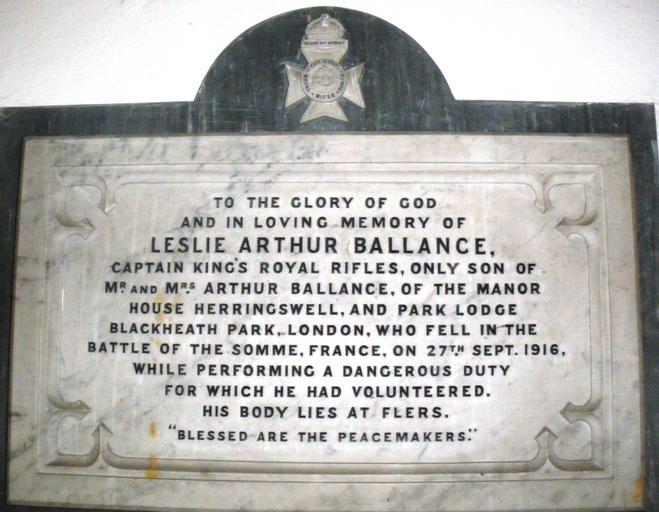 TO THE GLORY OF GOD
AND IN LOVING MEMORY OF
LESLIE ARTHUR BALLANCE,
CAPTAIN KING'S ROYAL RIFLES, ONLY SON OF
MR. AND MRS. ARTHUR BALLANCE, OF THE MANOR
HOUSE HERRINGSWELL, AND PARK LODGE
BLACKHEATH PARK, LONDON, WHO FELL IN THE
BATTLE OF THE SOMME, FRANCE, ON 27TH SEPT. 1916,
WHILE PERFORMING A DANGEROUS DUTY
FOR WHICH HE HAD VOLUNTEERED.
HIS BODY LIES AT FLERS.
"BLESSED ARE THE PEACEMAKERS."